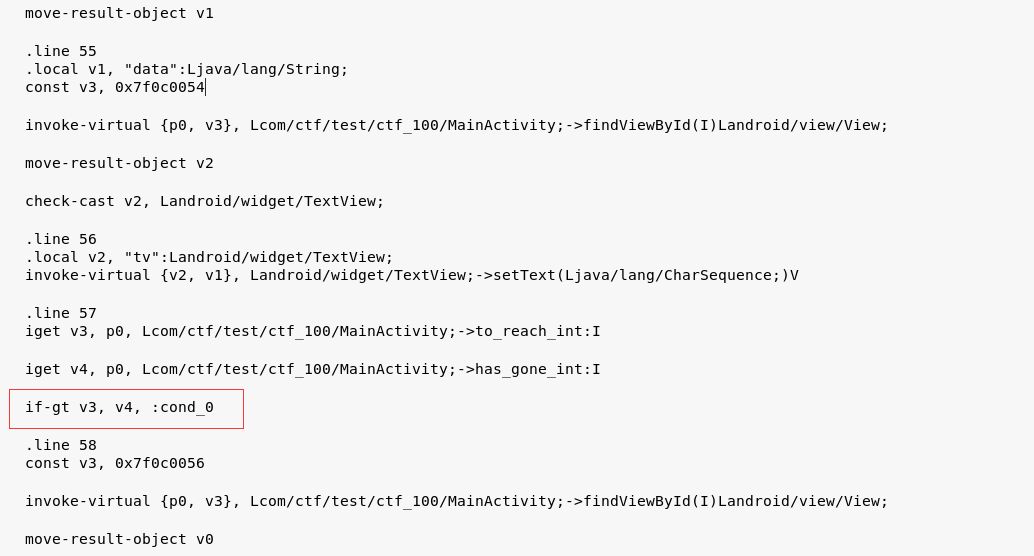 move-result-object v1
.line 55
.local v1, "data":Ljava/lang/String;
const v3, 0x7f0c0054
invoke-virtual {p0, v3}, Lcom/ctf/test/ctf_100/MainActivity;->findViewById(I)Landroid/view/View;
move-result-object v2
check-cast v2, Landroid/widget/TextView;
.line 56
.local v2, "tv":Landroid/widget/TextView;
invoke-virtual {v2, v1}, Landroid/widget/TextView;->setText(Ljava/lang/CharSequence;)V
.line 57
iget v3, p0, Lcom/ctf/test/ctf_100/MainActivity;->to_reach_int:I
iget v4, p0, Lcom/ctf/test/ctf_100/MainActivity;->has_gone_int:I
if-gt v3, v4, :cond_0
.line 58
const v3, 0x7f0c0056
invoke-virtual {p0, v3}, Lcom/ctf/test/ctf_100/MainActivity;->findViewById(I)Landroid/view/View;
move-result-object v0